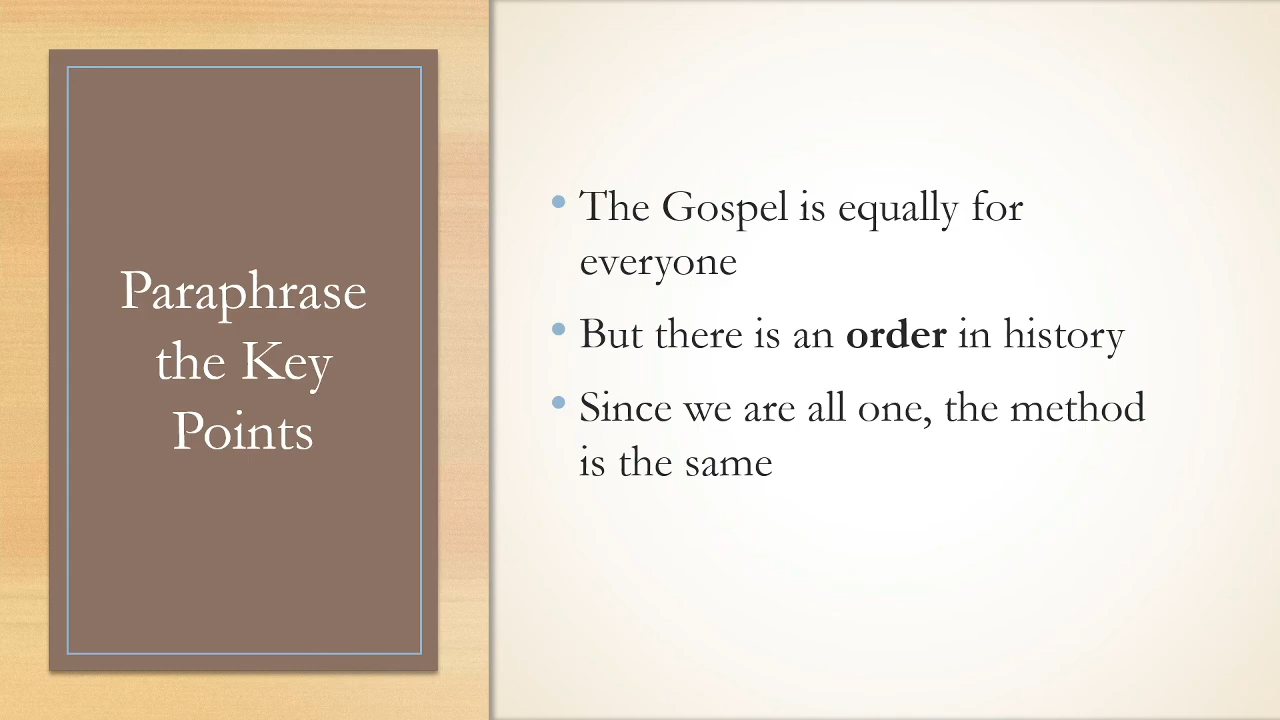 Paraphrase
the Key
Points
• The Gospel is equally for
everyone
• But there is an order in history
• Since we are all one, the method
is the same